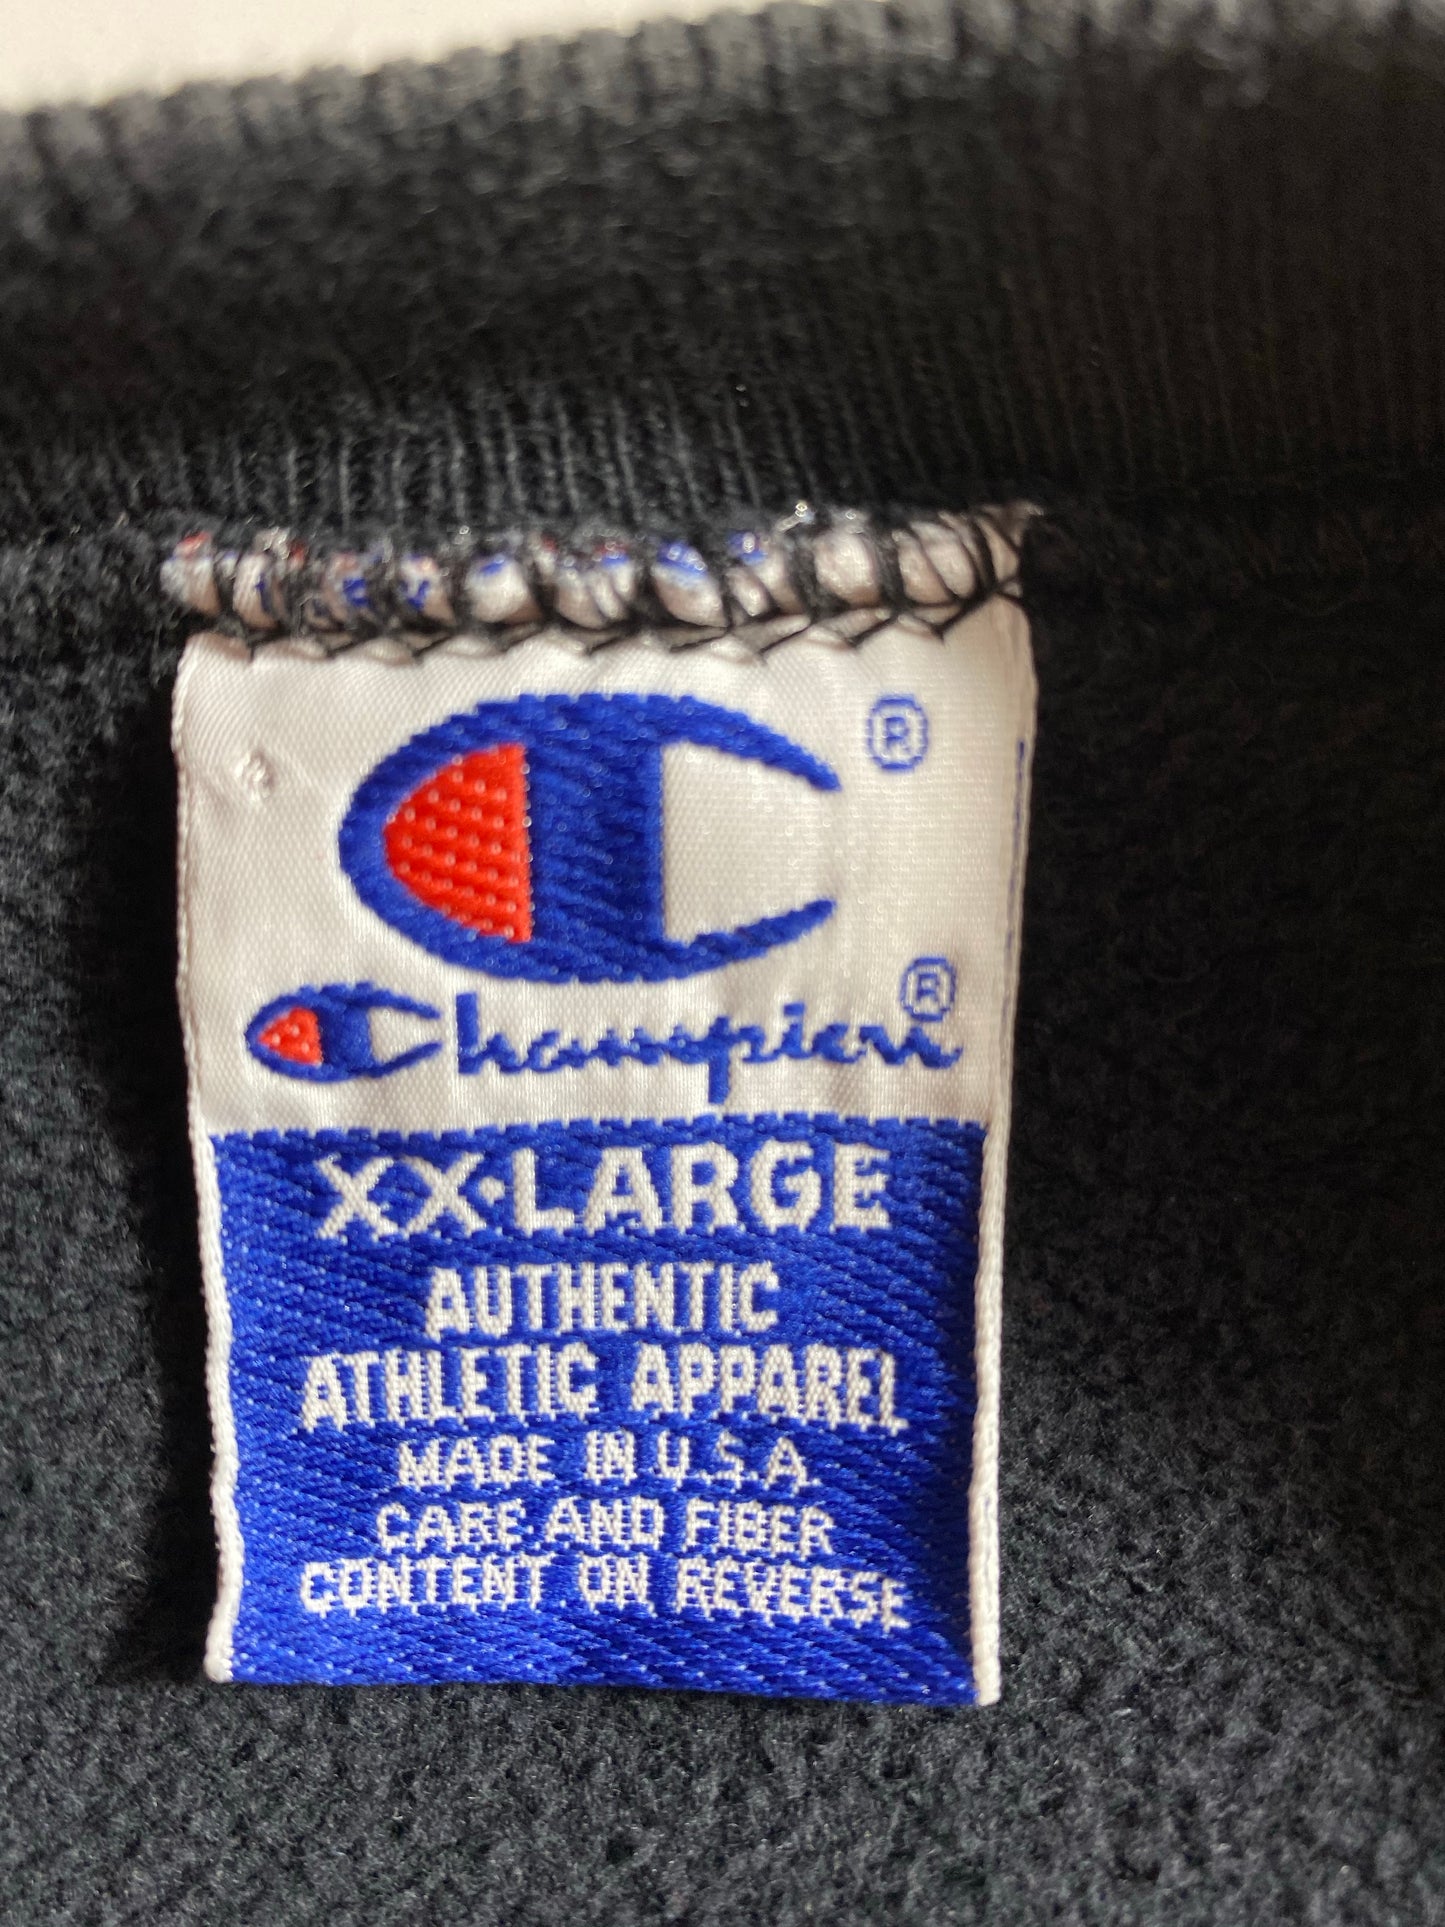 ®
Champion®
XX-LARGE
AUTHENTIC
ATHLETIC APPAREL
MADE IN U.S.A.
CARE AND FIBER
CONTENT ON REVERSE